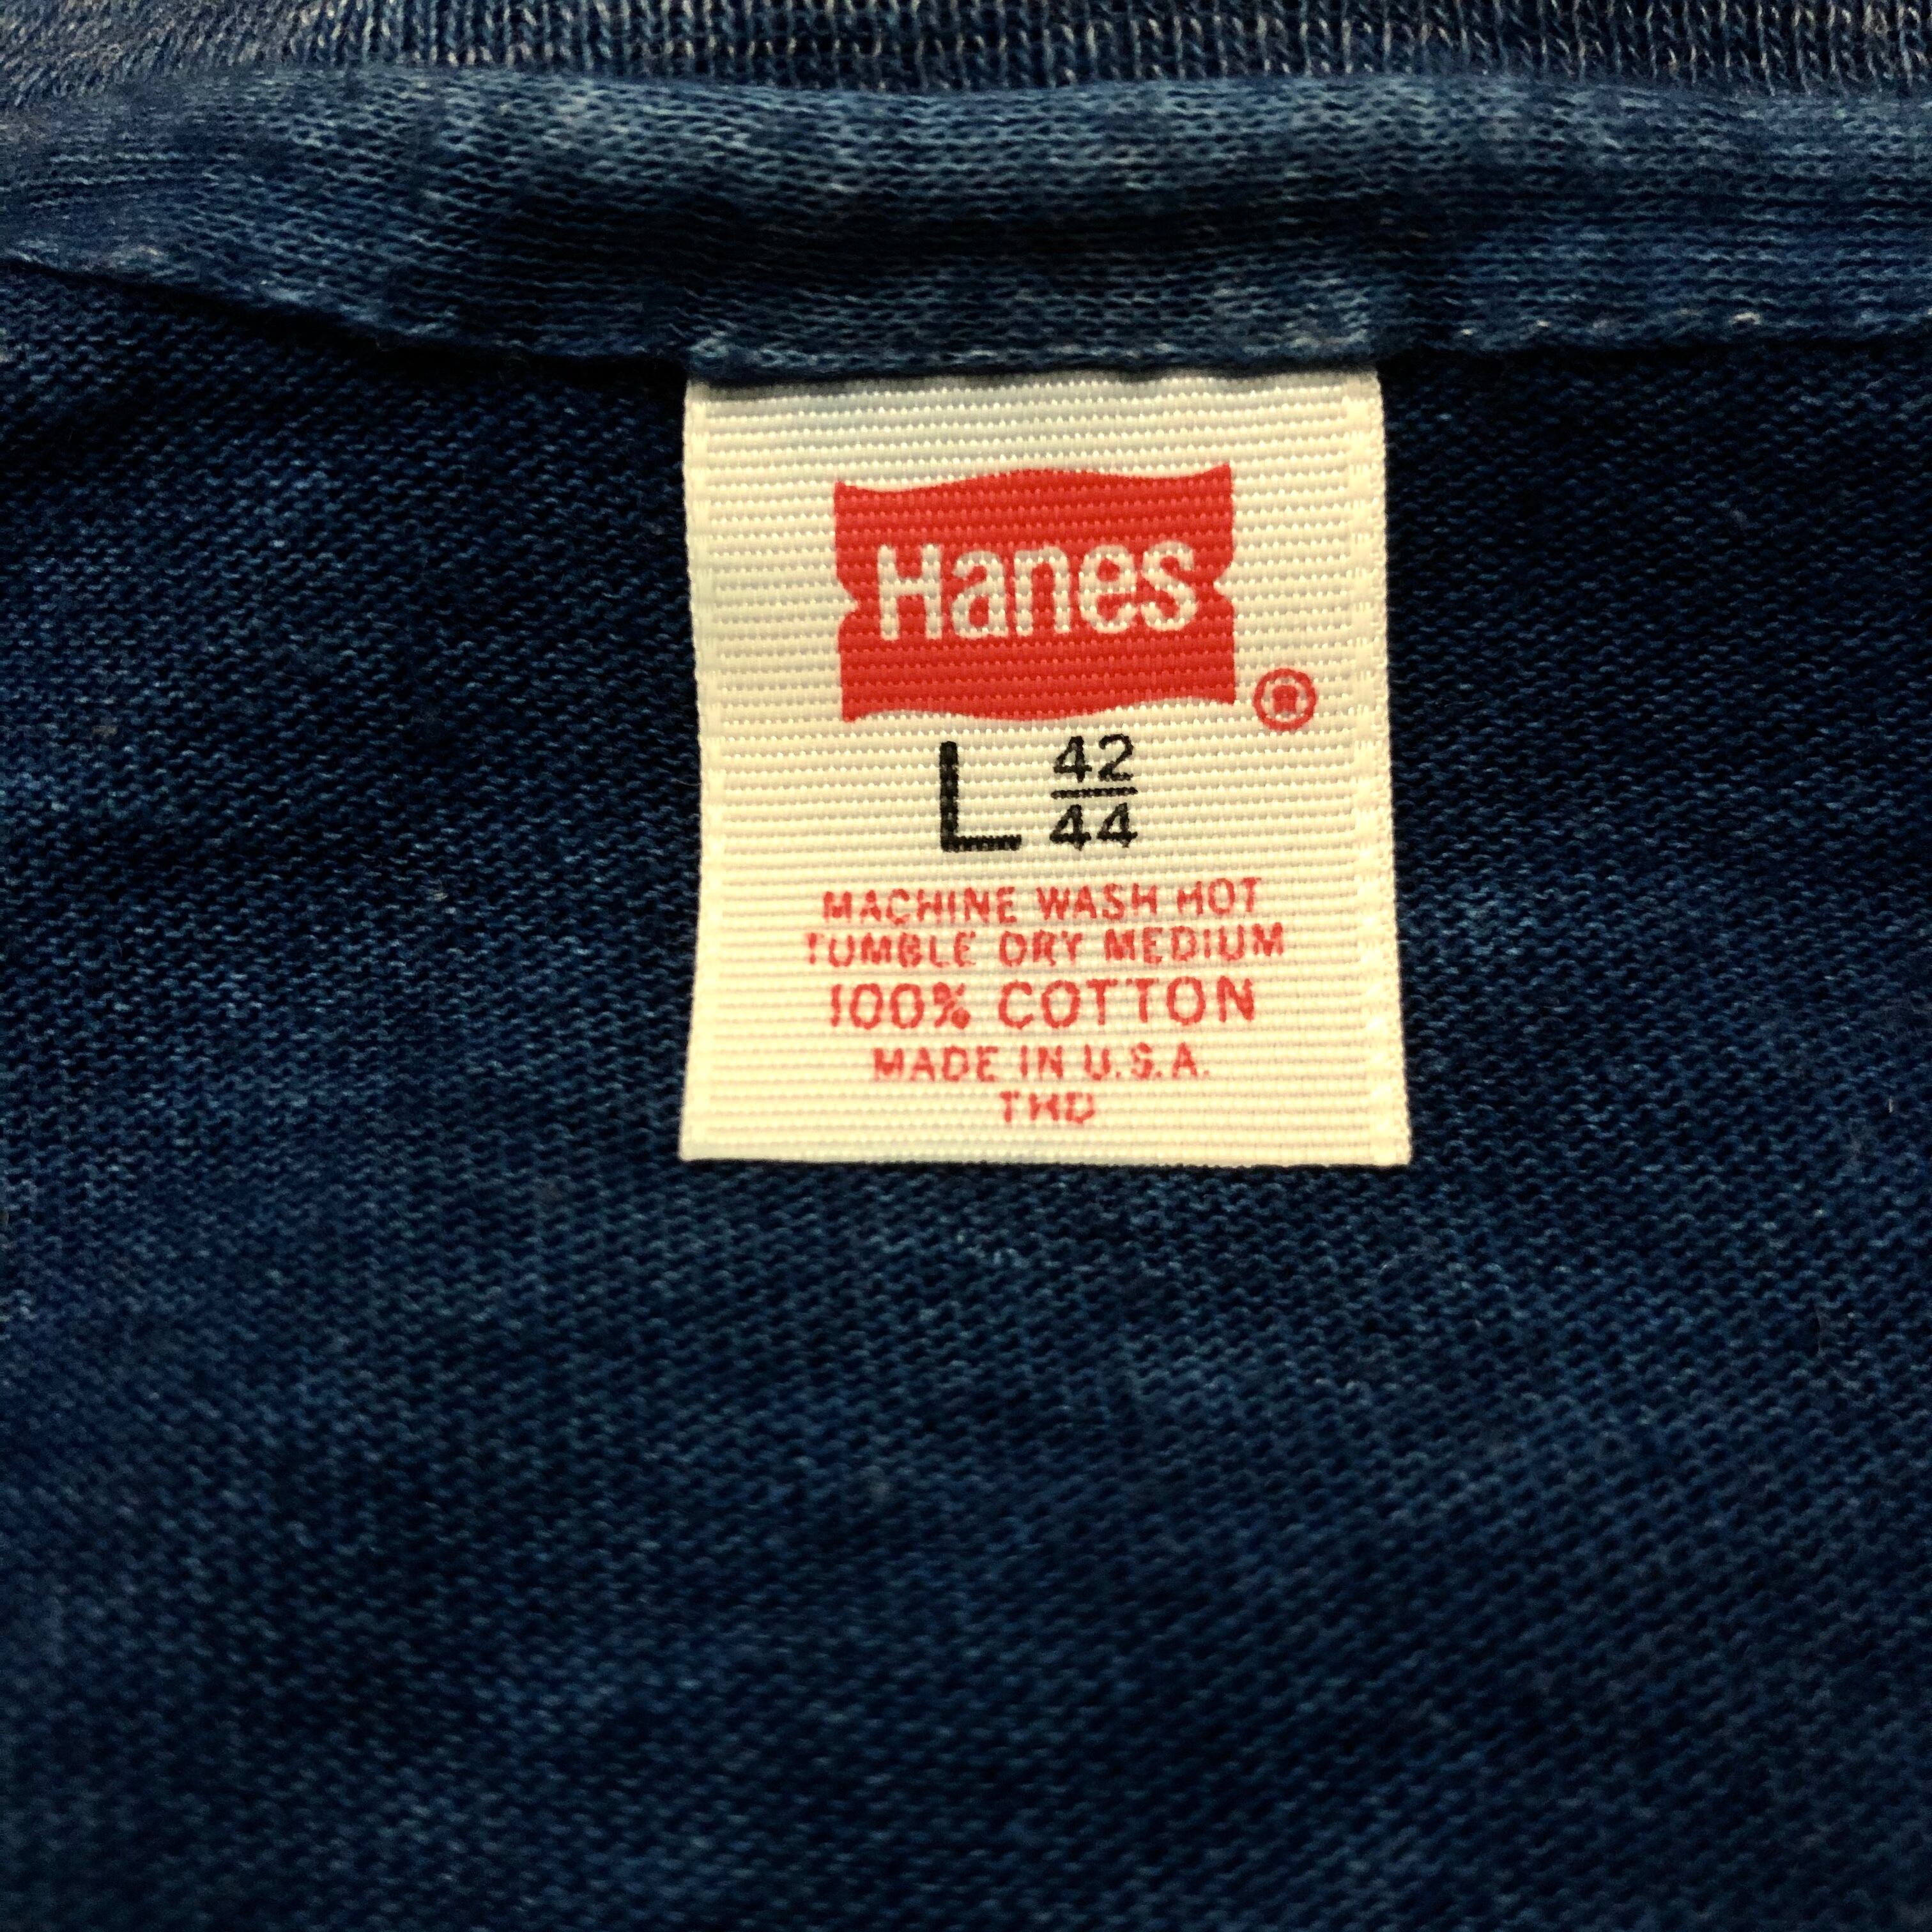 Hanes ®
L 42/44
MACHINE WASH HOT
TUMBLE DRY MEDIUM
100% COTTON
MADE IN U.S.A.
THD